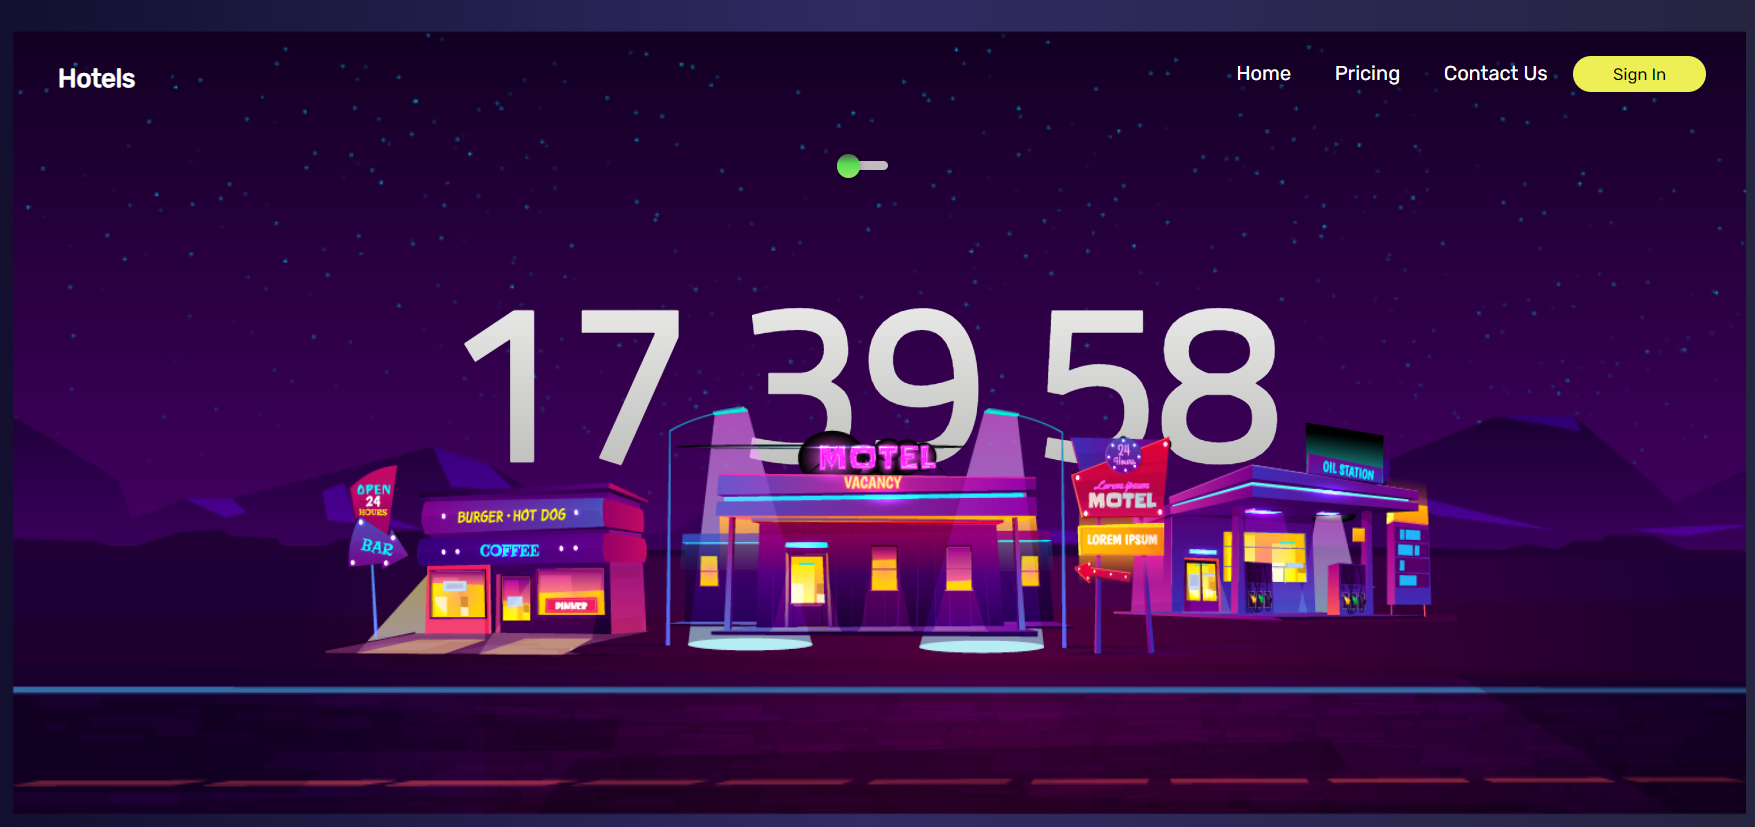 Hotels
Home Pricing Contact Us Sign In
17 39 58
MOTEL
VACANCY
OPEN
24
HOURS
BAR
BURGER · HOT DOG
COFFEE
DINNER
24
Hours
Lorem ipsum
MOTEL
LOREM IPSUM
OIL STATION